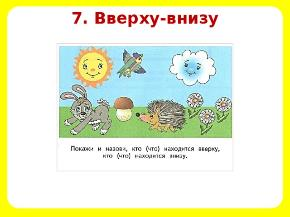 7. Вверху-внизу
Покажи и назови, кто (что) находится вверху,
кто (что) находится внизу.